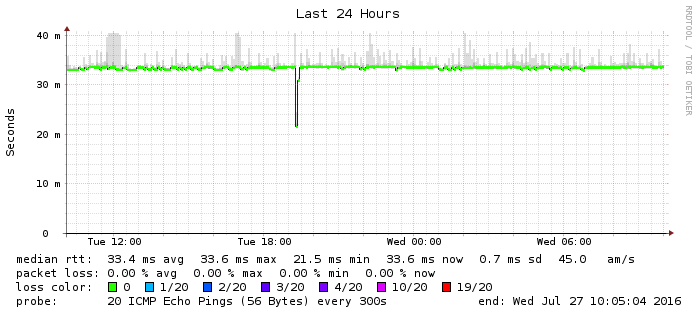 Last 24 Hours
RRDTOOL / TOBI OETIKER
Seconds
40 m
30 m
20 m
10 m
0
Tue 12:00 Tue 18:00 Wed 00:00 Wed 06:00
median rtt: 33.4 ms avg 33.6 ms max 21.5 ms min 33.6 ms now 0.7 ms sd 45.0 am/s
packet loss: 0.00 % avg 0.00 % max 0.00 % min 0.00 % now
loss color: 0 1/20 2/20 3/20 4/20 10/20 19/20
probe: 20 ICMP Echo Pings (56 Bytes) every 300s end: Wed Jul 27 10:05:04 2016